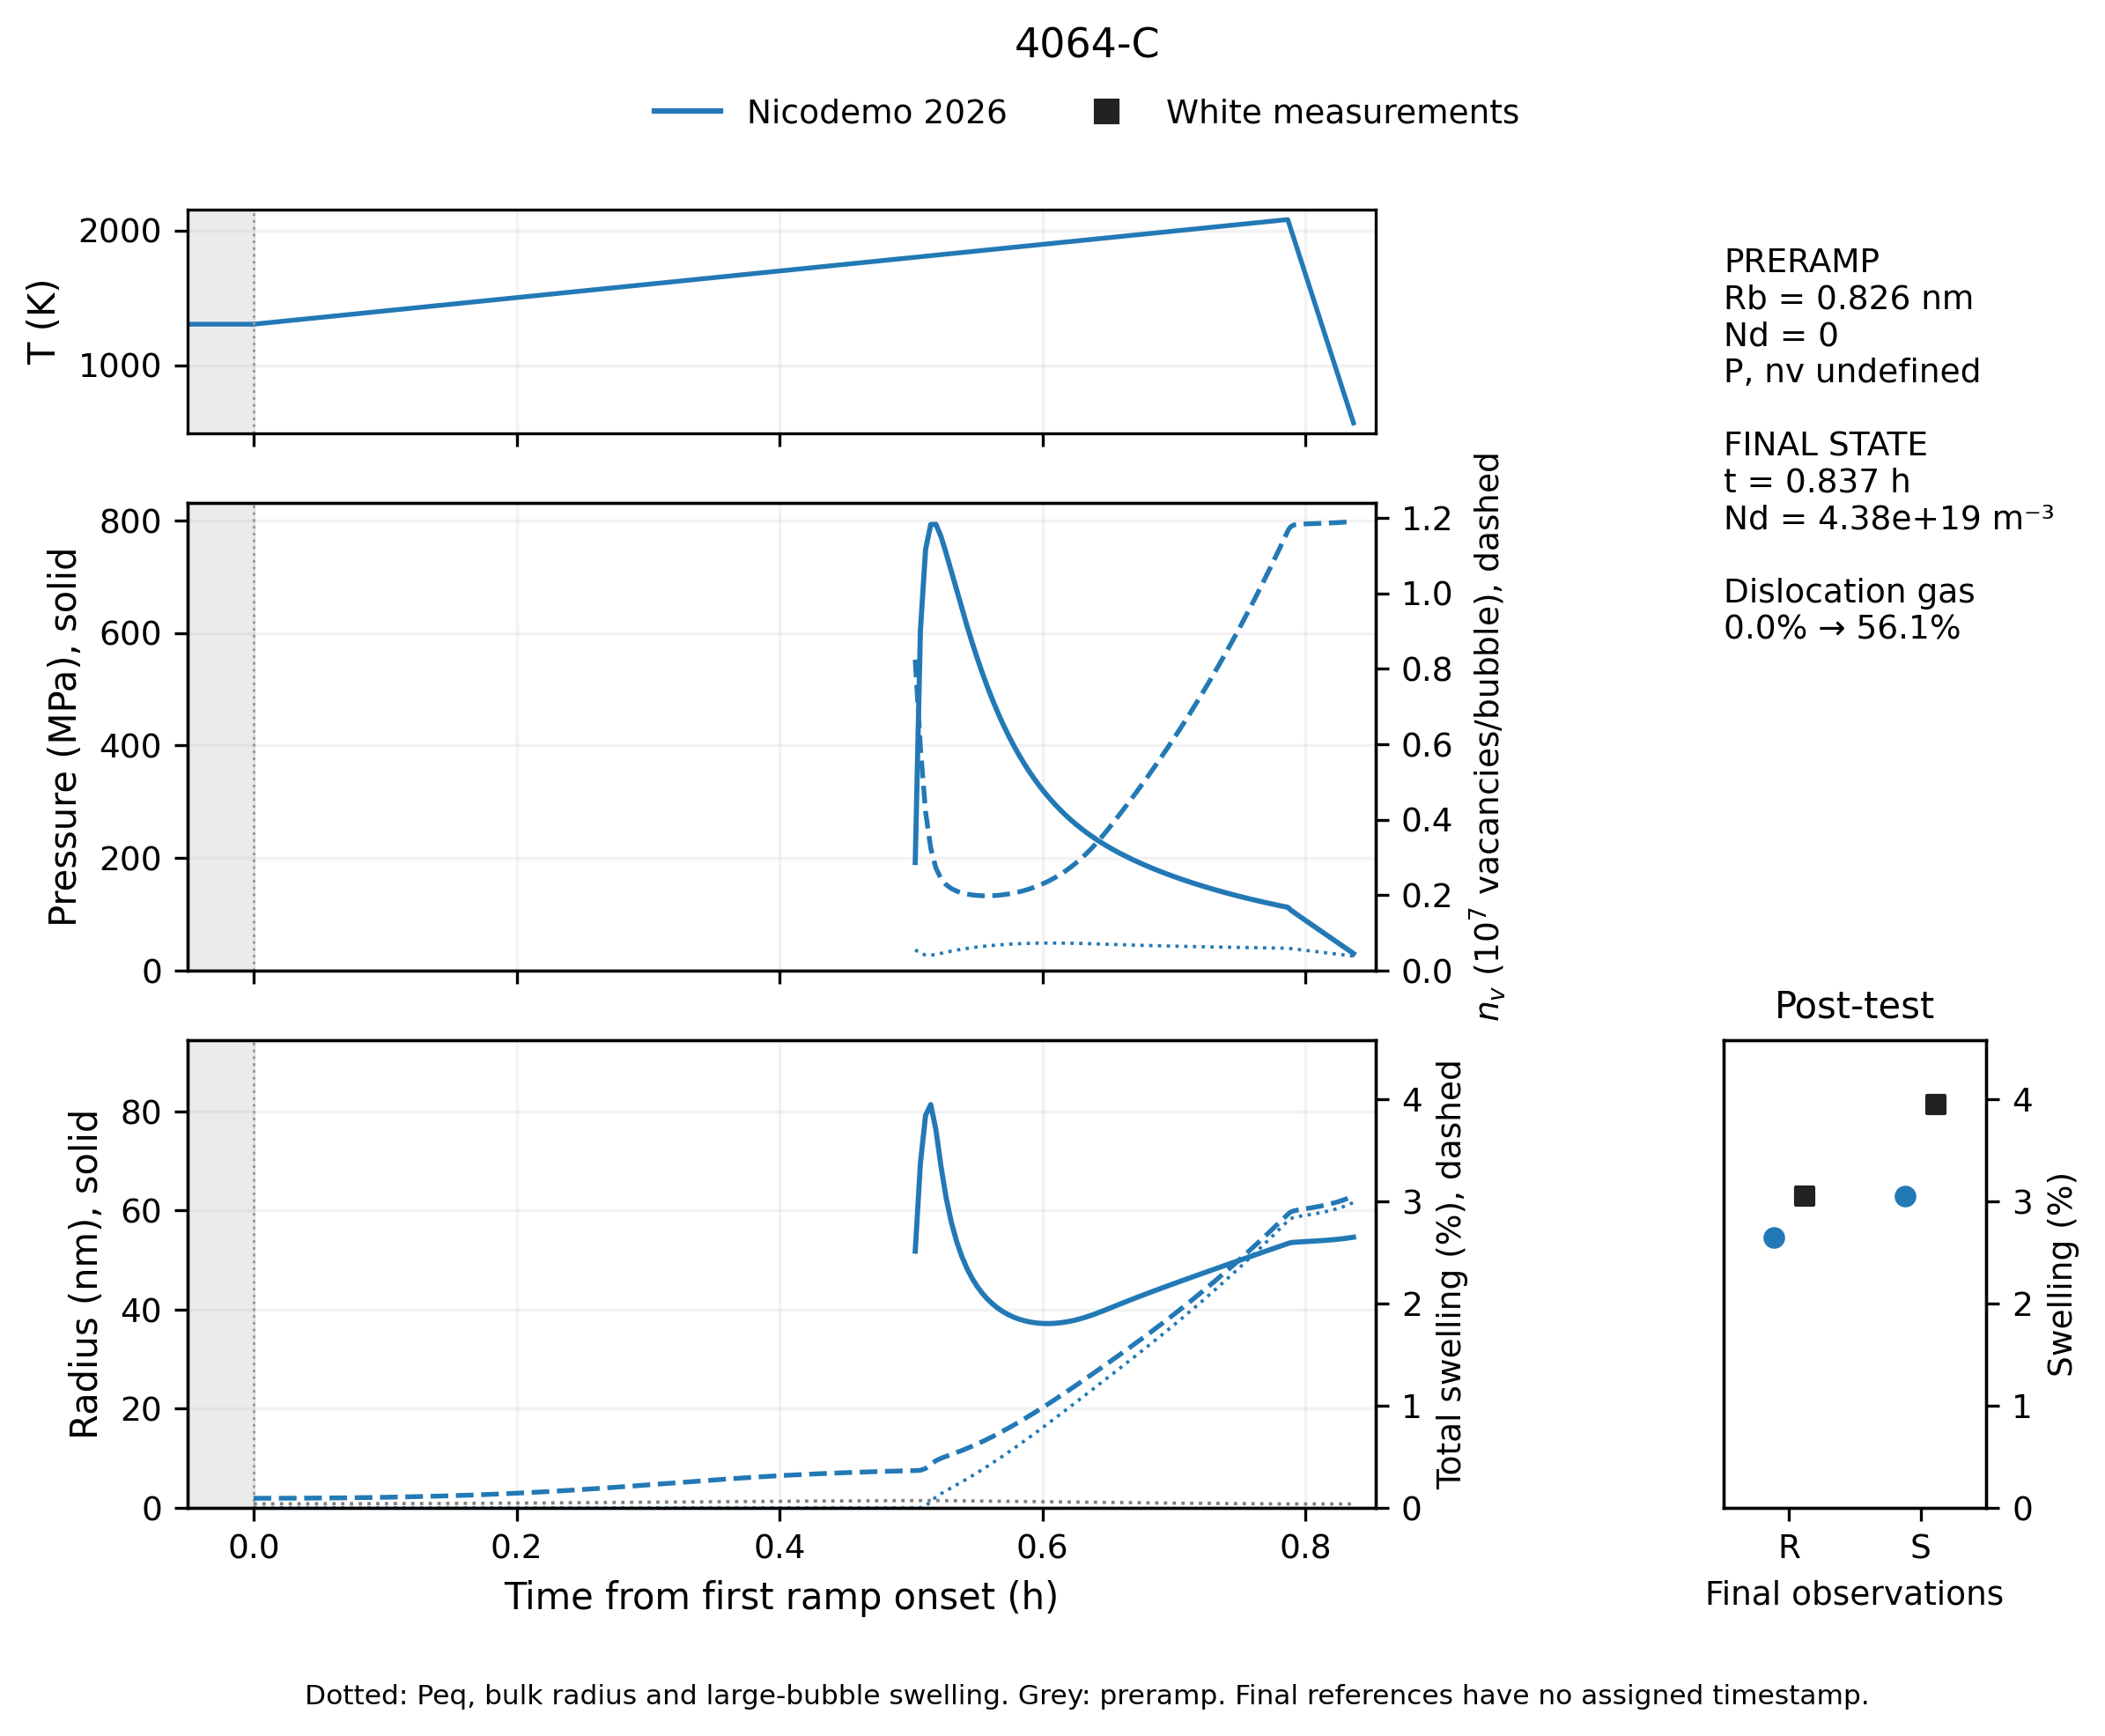 4064-C
Nicodemo 2026
White measurements
T (K)
2000
1000
PRERAMP
Rb = 0.826 nm
Nd = 0
P, nv undefined
FINAL STATE
t = 0.837 h
Nd = 4.38e+19 m⁻³
Dislocation gas
0.0% → 56.1%
Pressure (MPa), solid
800
600
400
200
0
1.2
1.0
0.8
0.6
0.4
0.2
0.0
nᵥ (10⁷ vacancies/bubble), dashed
Radius (nm), solid
80
60
40
20
0
4
3
2
1
0
Total swelling (%), dashed
0.0
0.2
0.4
0.6
0.8
Time from first ramp onset (h)
Post-test
4
3
2
1
0
Swelling (%)
R
S
Final observations
Dotted: Peq, bulk radius and large-bubble swelling. Grey: preramp. Final references have no assigned timestamp.